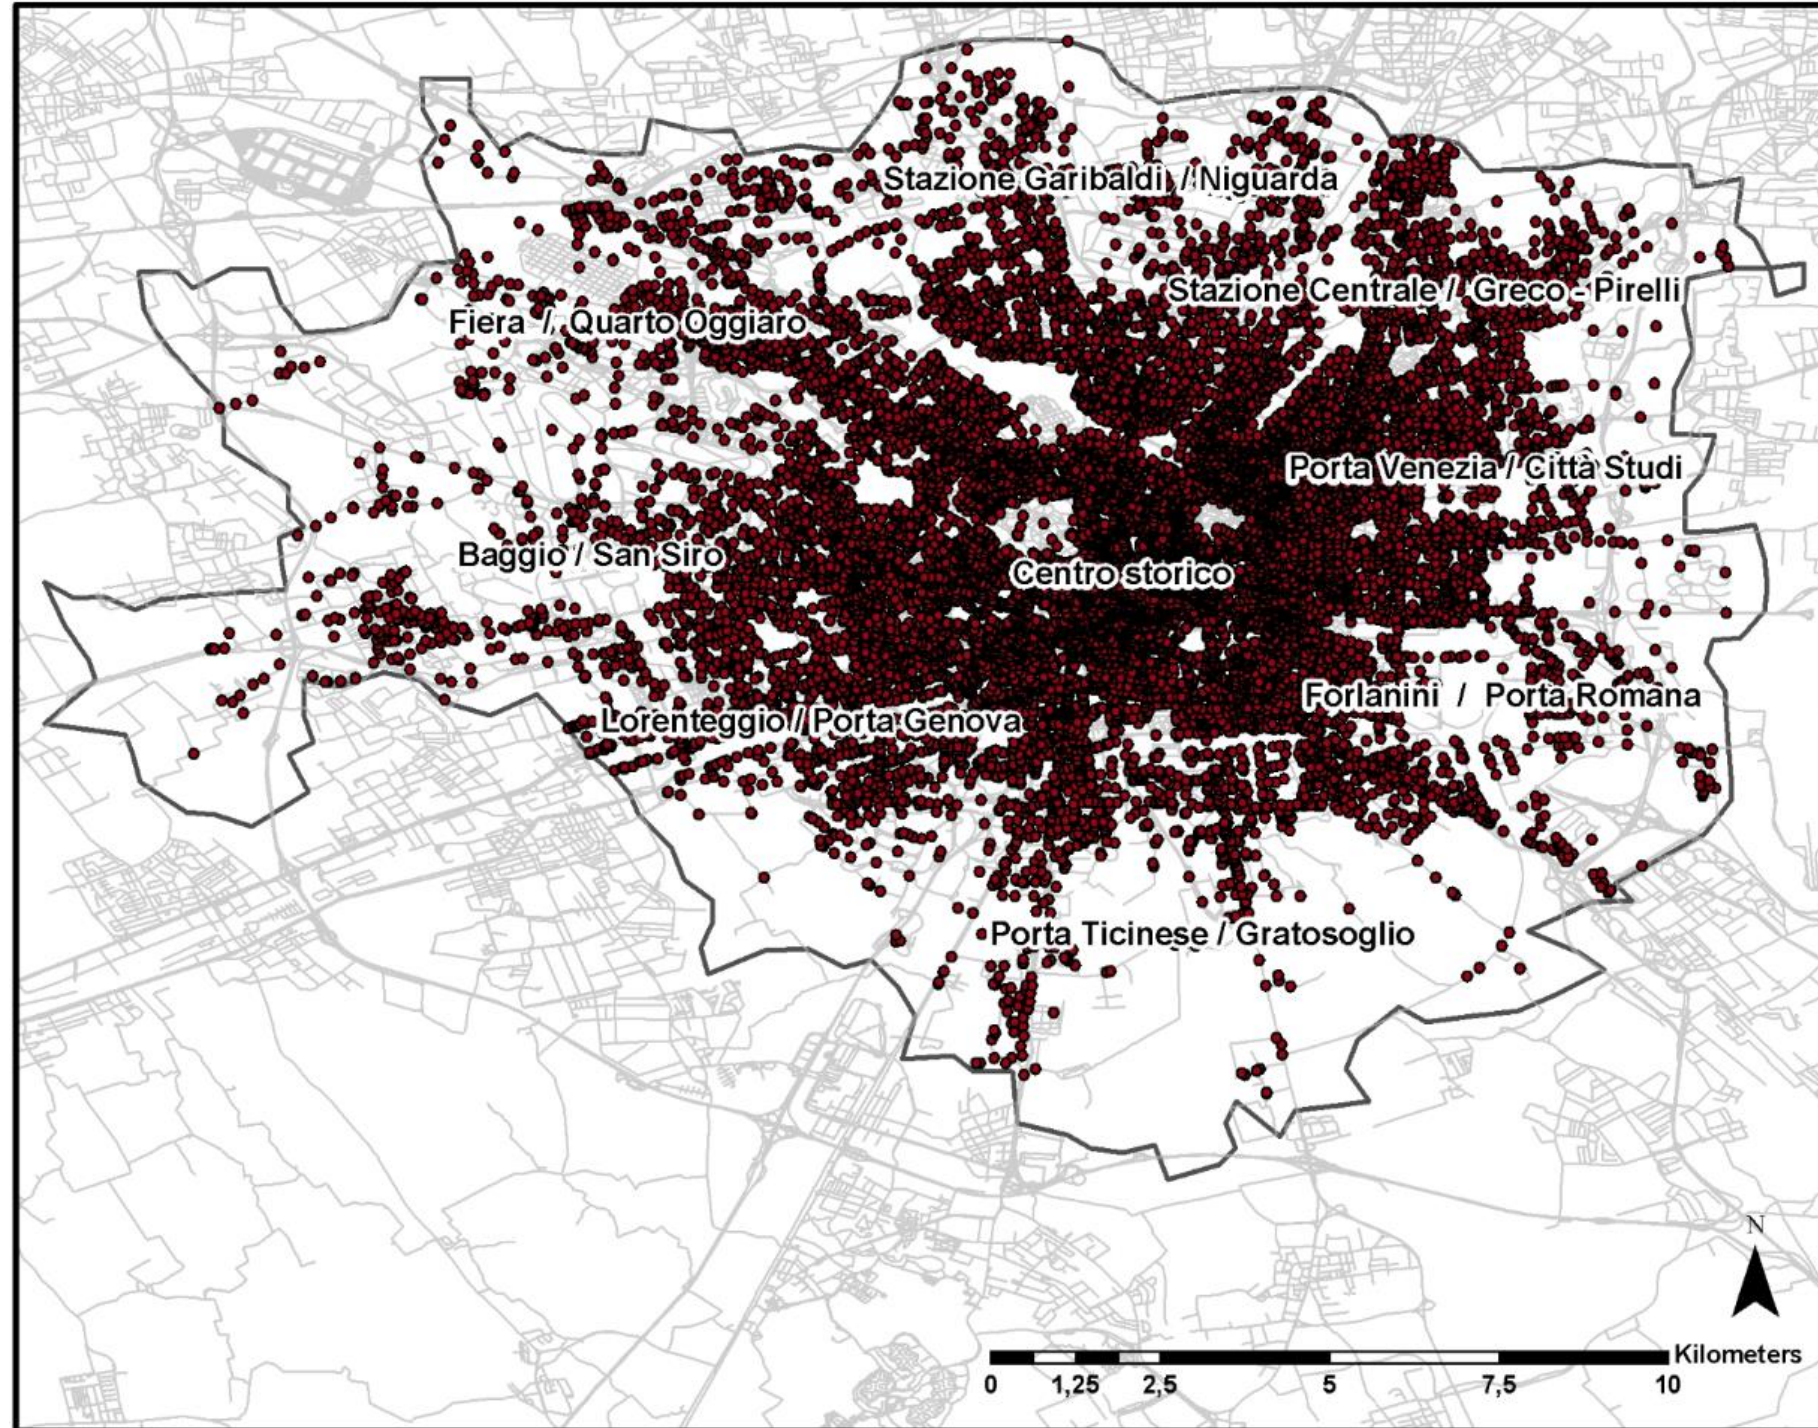 Stazione Garibaldi / Niguarda
Stazione Centrale / Greco - Pirelli
Fiera / Quarto Oggiaro
Porta Venezia / Città Studi
Baggio / San Siro
Centro storico
Forlanini / Porta Romana
Lorenteggio / Porta Genova
Porta Ticinese / Gratosoglio
N
Kilometers
0 1,25 2,5 5 7,5 10